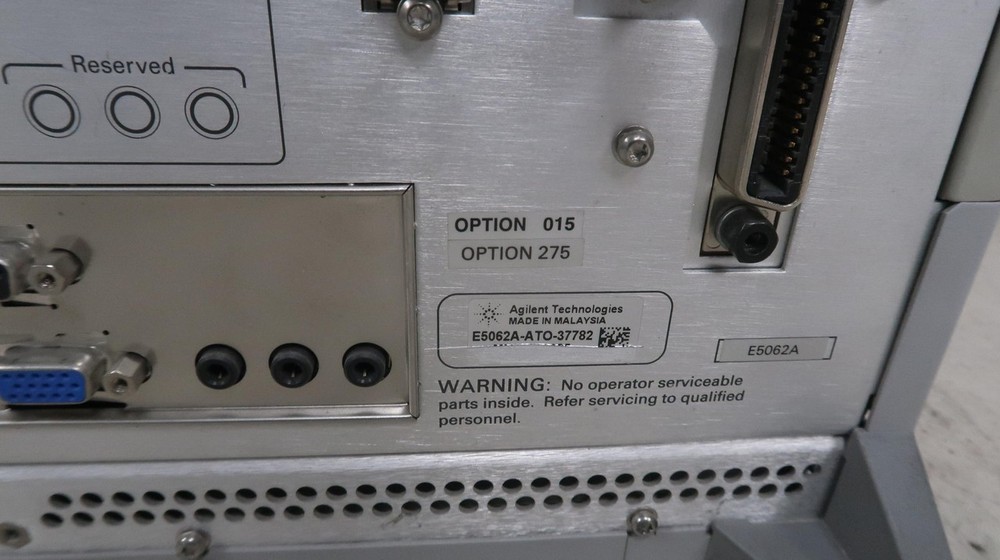 Reserved
OPTION 015
OPTION 275
Agilent Technologies
MADE IN MALAYSIA
E5062A-ATO-37782
E5062A
WARNING: No operator serviceable
parts inside. Refer servicing to qualified
personnel.